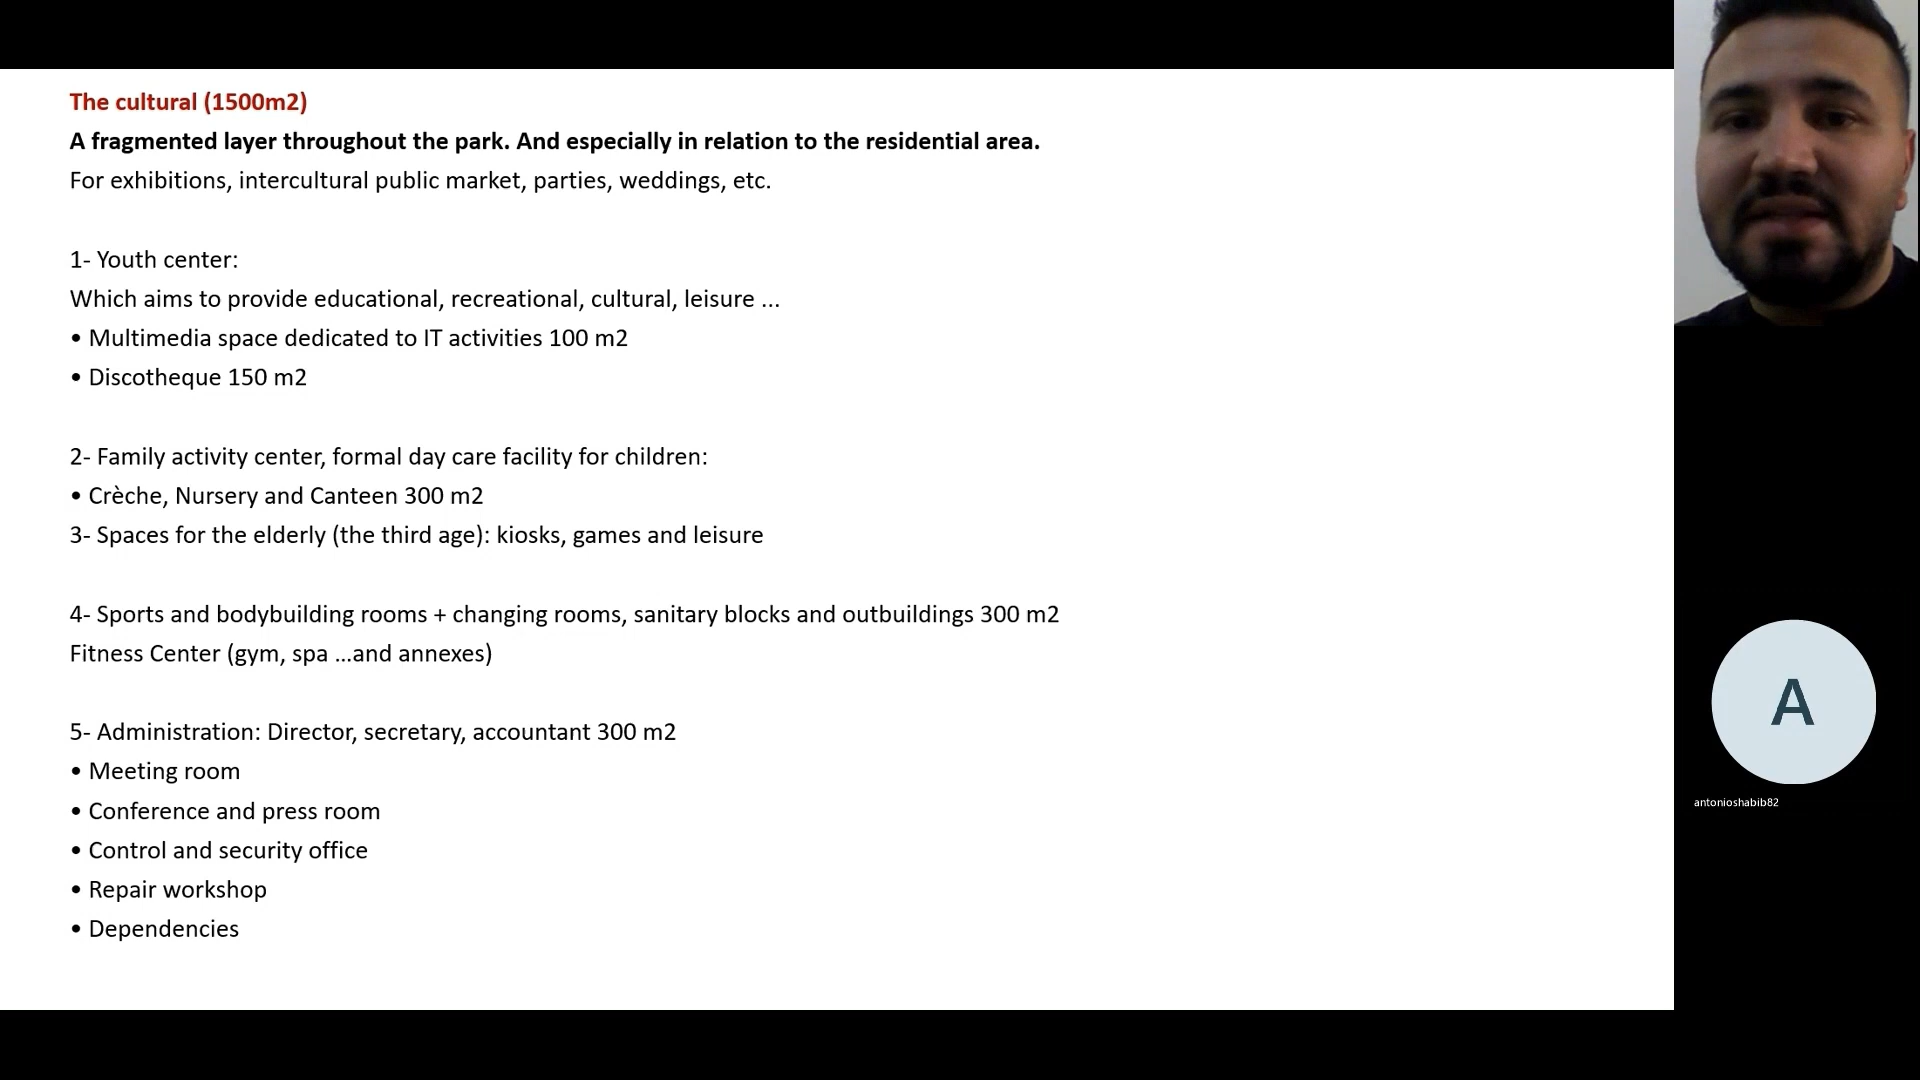 The cultural (1500m2)
A fragmented layer throughout the park. And especially in relation to the residential area.
For exhibitions, intercultural public market, parties, weddings, etc.
1- Youth center:
Which aims to provide educational, recreational, cultural, leisure ...
• Multimedia space dedicated to IT activities 100 m2
• Discotheque 150 m2
2- Family activity center, formal day care facility for children:
• Crèche, Nursery and Canteen 300 m2
3- Spaces for the elderly (the third age): kiosks, games and leisure
4- Sports and bodybuilding rooms + changing rooms, sanitary blocks and outbuildings 300 m2
Fitness Center (gym, spa ...and annexes)
5- Administration: Director, secretary, accountant 300 m2
• Meeting room
• Conference and press room
• Control and security office
• Repair workshop
• Dependencies
A
antonioshabib82